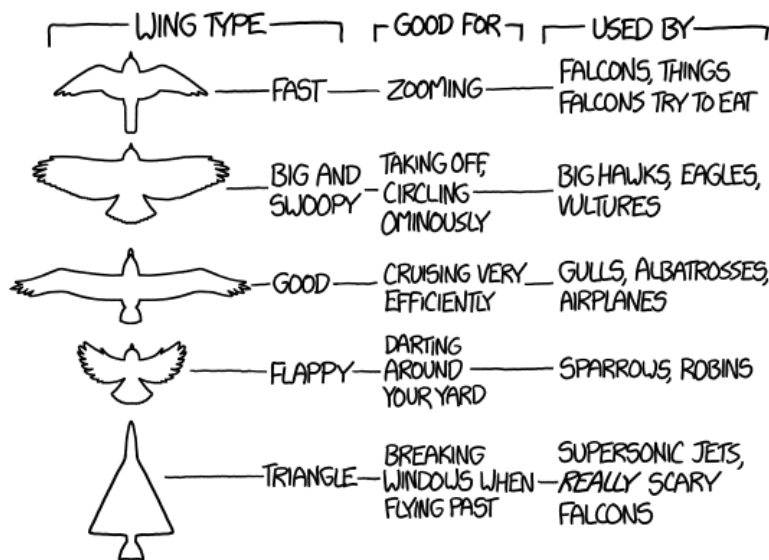 WING TYPE
GOOD FOR
USED BY
FAST
ZOOMING
FALCONS, THINGS
FALCONS TRY TO EAT
BIG AND
SWOOPY
TAKING OFF,
CIRCLING
OMINOUSLY
BIG HAWKS, EAGLES,
VULTURES
GOOD
CRUISING VERY
EFFICIENTLY
GULLS, ALBATROSSES,
AIRPLANES
FLAPPY
DARTING
AROUND
YOUR YARD
SPARROWS, ROBINS
TRIANGLE
BREAKING
WINDOWS WHEN
FLYING PAST
SUPERSONIC JETS,
REALLY SCARY
FALCONS